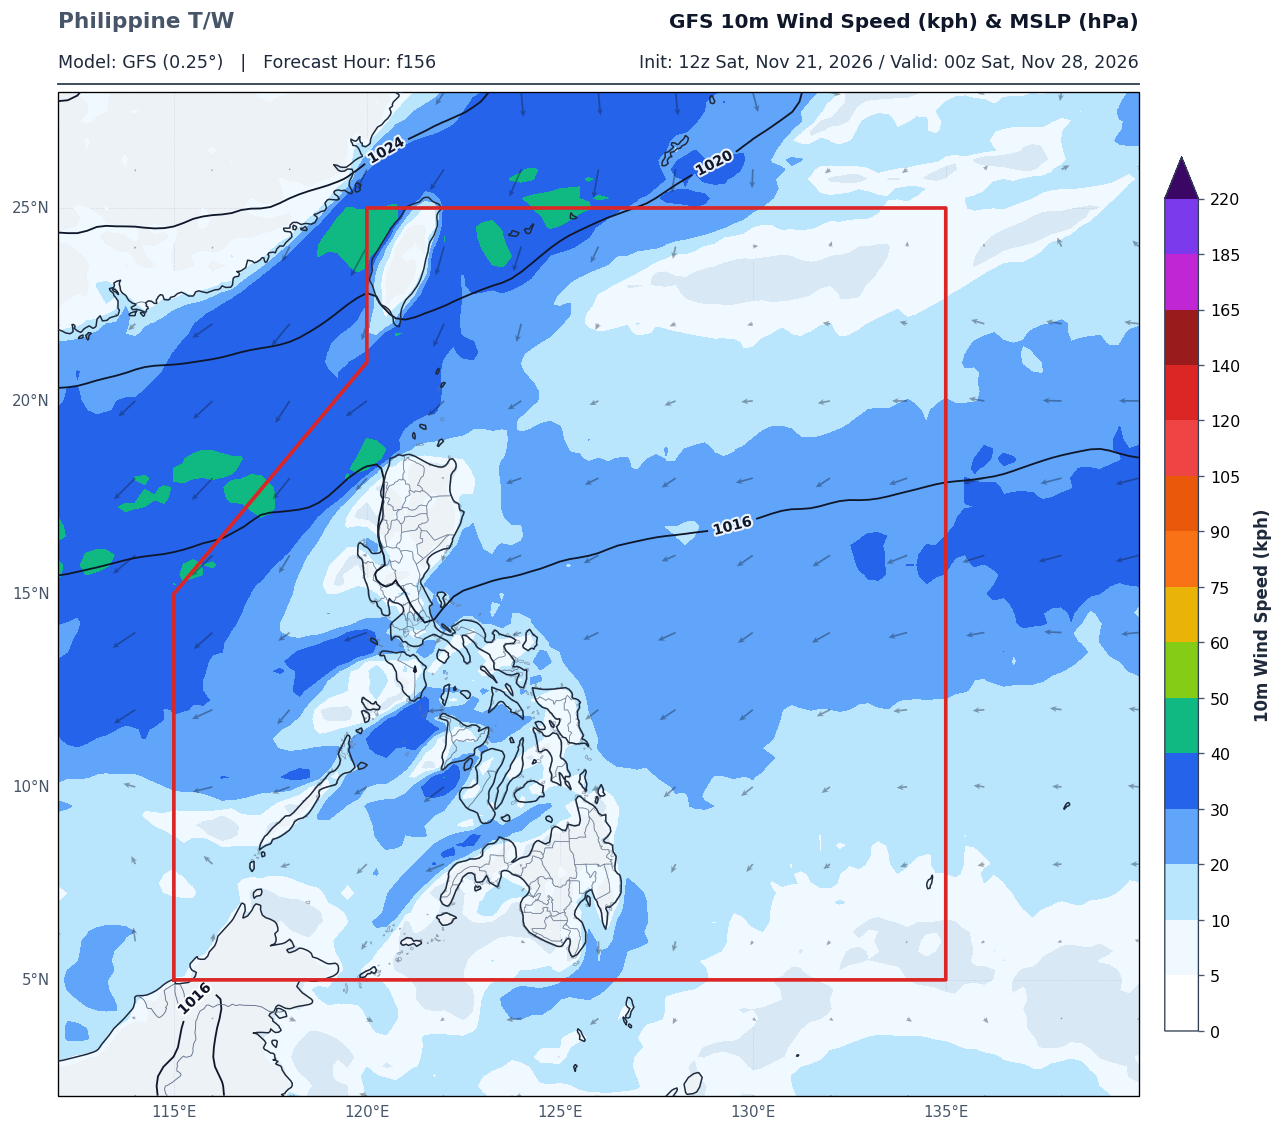 Philippine T/W
GFS 10m Wind Speed (kph) & MSLP (hPa)
Model: GFS (0.25°)   |   Forecast Hour: f156
Init: 12z Sat, Nov 21, 2026 / Valid: 00z Sat, Nov 28, 2026
1024
1020
1016
1016
25°N
20°N
15°N
10°N
5°N
115°E
120°E
125°E
130°E
135°E
220
185
165
140
120
105
90
75
60
50
40
30
20
10
5
0
10m Wind Speed (kph)